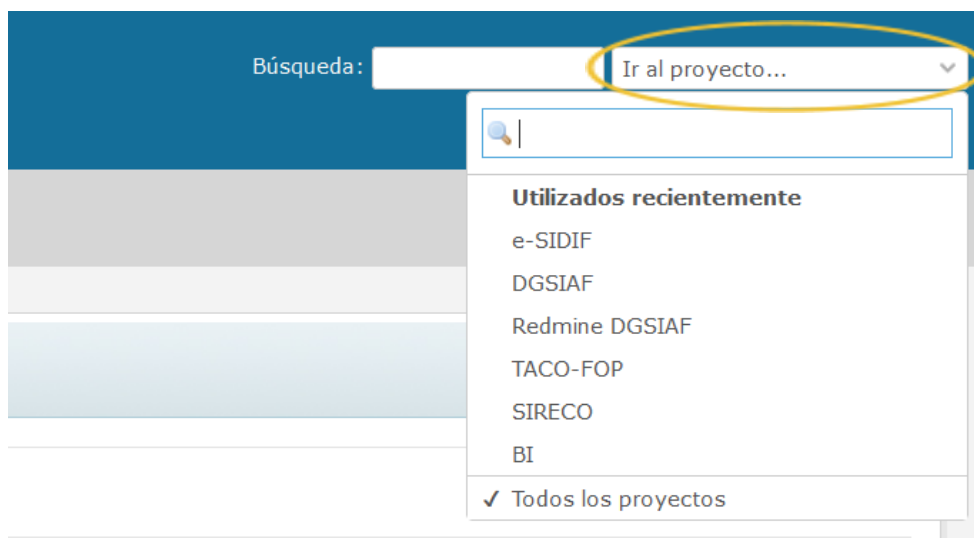 Búsqueda: Ir al proyecto...
Utilizados recientemente
e-SIDIF
DGSIAF
Redmine DGSIAF
TACO-FOP
SIRECO
BI
✓ Todos los proyectos